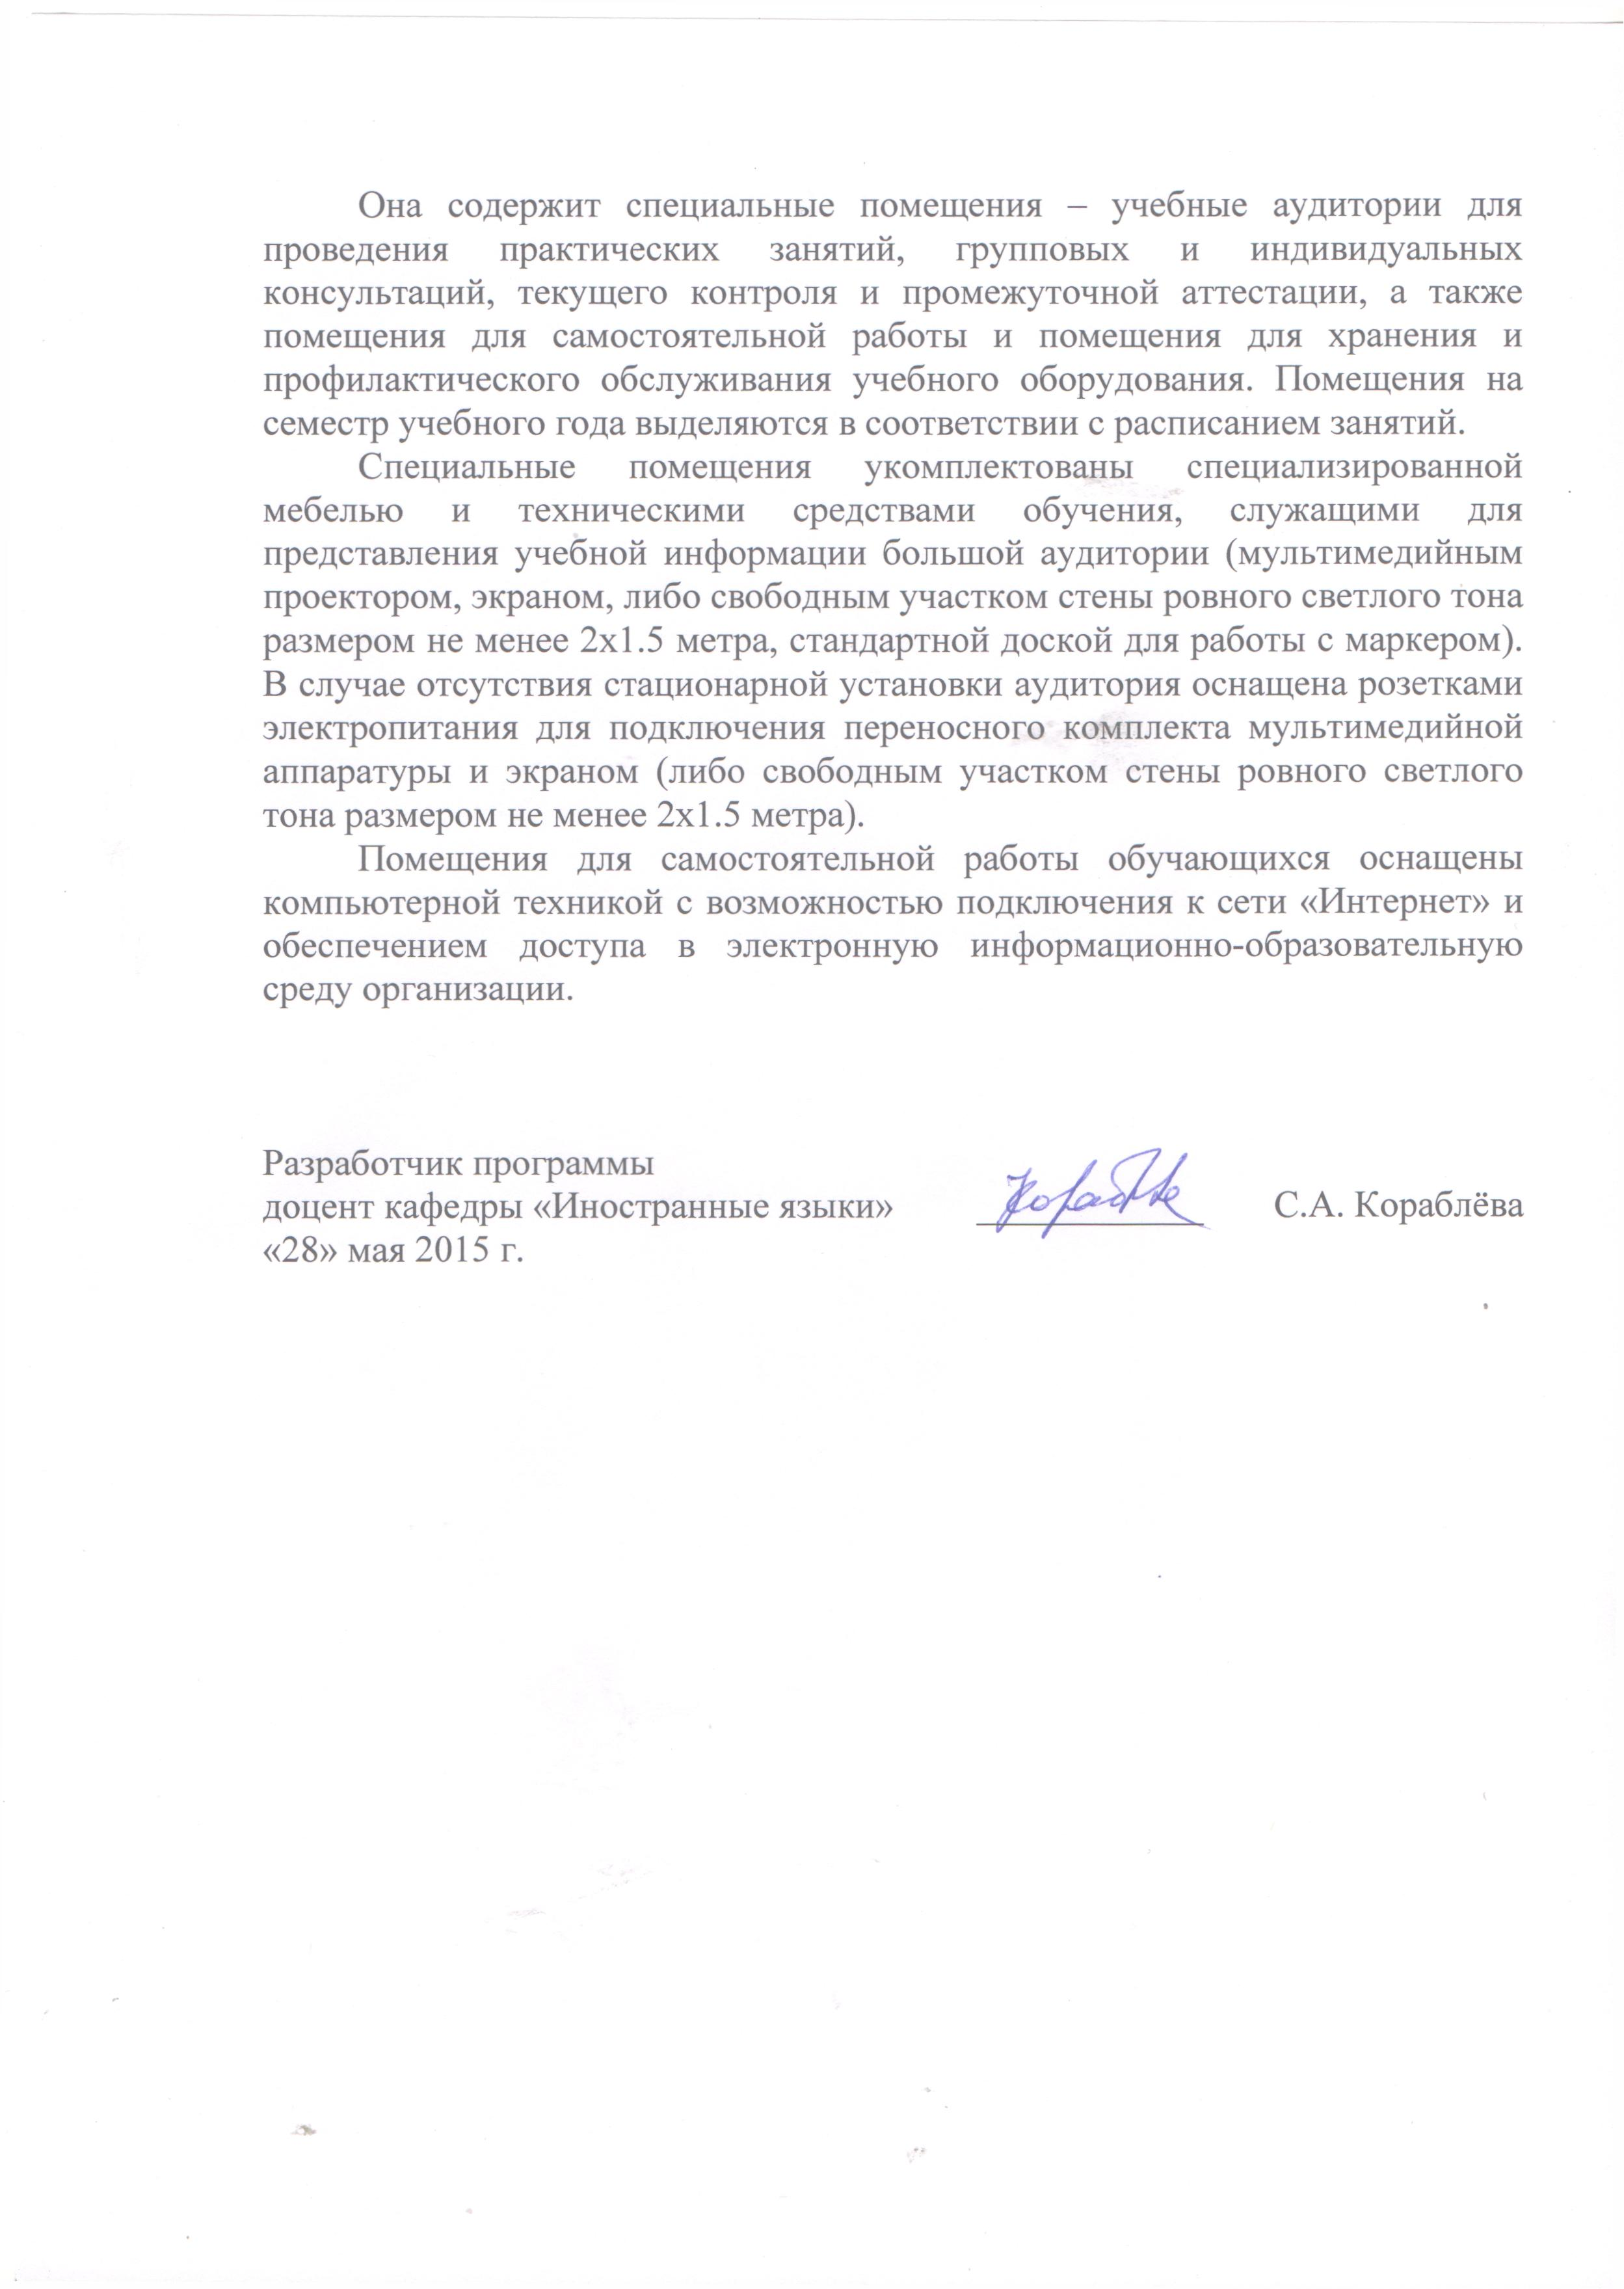 Она содержит специальные помещения – учебные аудитории для
проведения практических занятий, групповых и индивидуальных
консультаций, текущего контроля и промежуточной аттестации, а также
помещения для самостоятельной работы и помещения для хранения и
профилактического обслуживания учебного оборудования. Помещения на
семестр учебного года выделяются в соответствии с расписанием занятий.
Специальные помещения укомплектованы специализированной
мебелью и техническими средствами обучения, служащими для
представления учебной информации большой аудитории (мультимедийным
проектором, экраном, либо свободным участком стены ровного светлого тона
размером не менее 2х1.5 метра, стандартной доской для работы с маркером).
В случае отсутствия стационарной установки аудитория оснащена розетками
электропитания для подключения переносного комплекта мультимедийной
аппаратуры и экраном (либо свободным участком стены ровного светлого
тона размером не менее 2х1.5 метра).
Помещения для самостоятельной работы обучающихся оснащены
компьютерной техникой с возможностью подключения к сети «Интернет» и
обеспечением доступа в электронную информационно-образовательную
среду организации.
Разработчик программы
доцент кафедры «Иностранные языки» С.А. Кораблёва
«28» мая 2015 г.